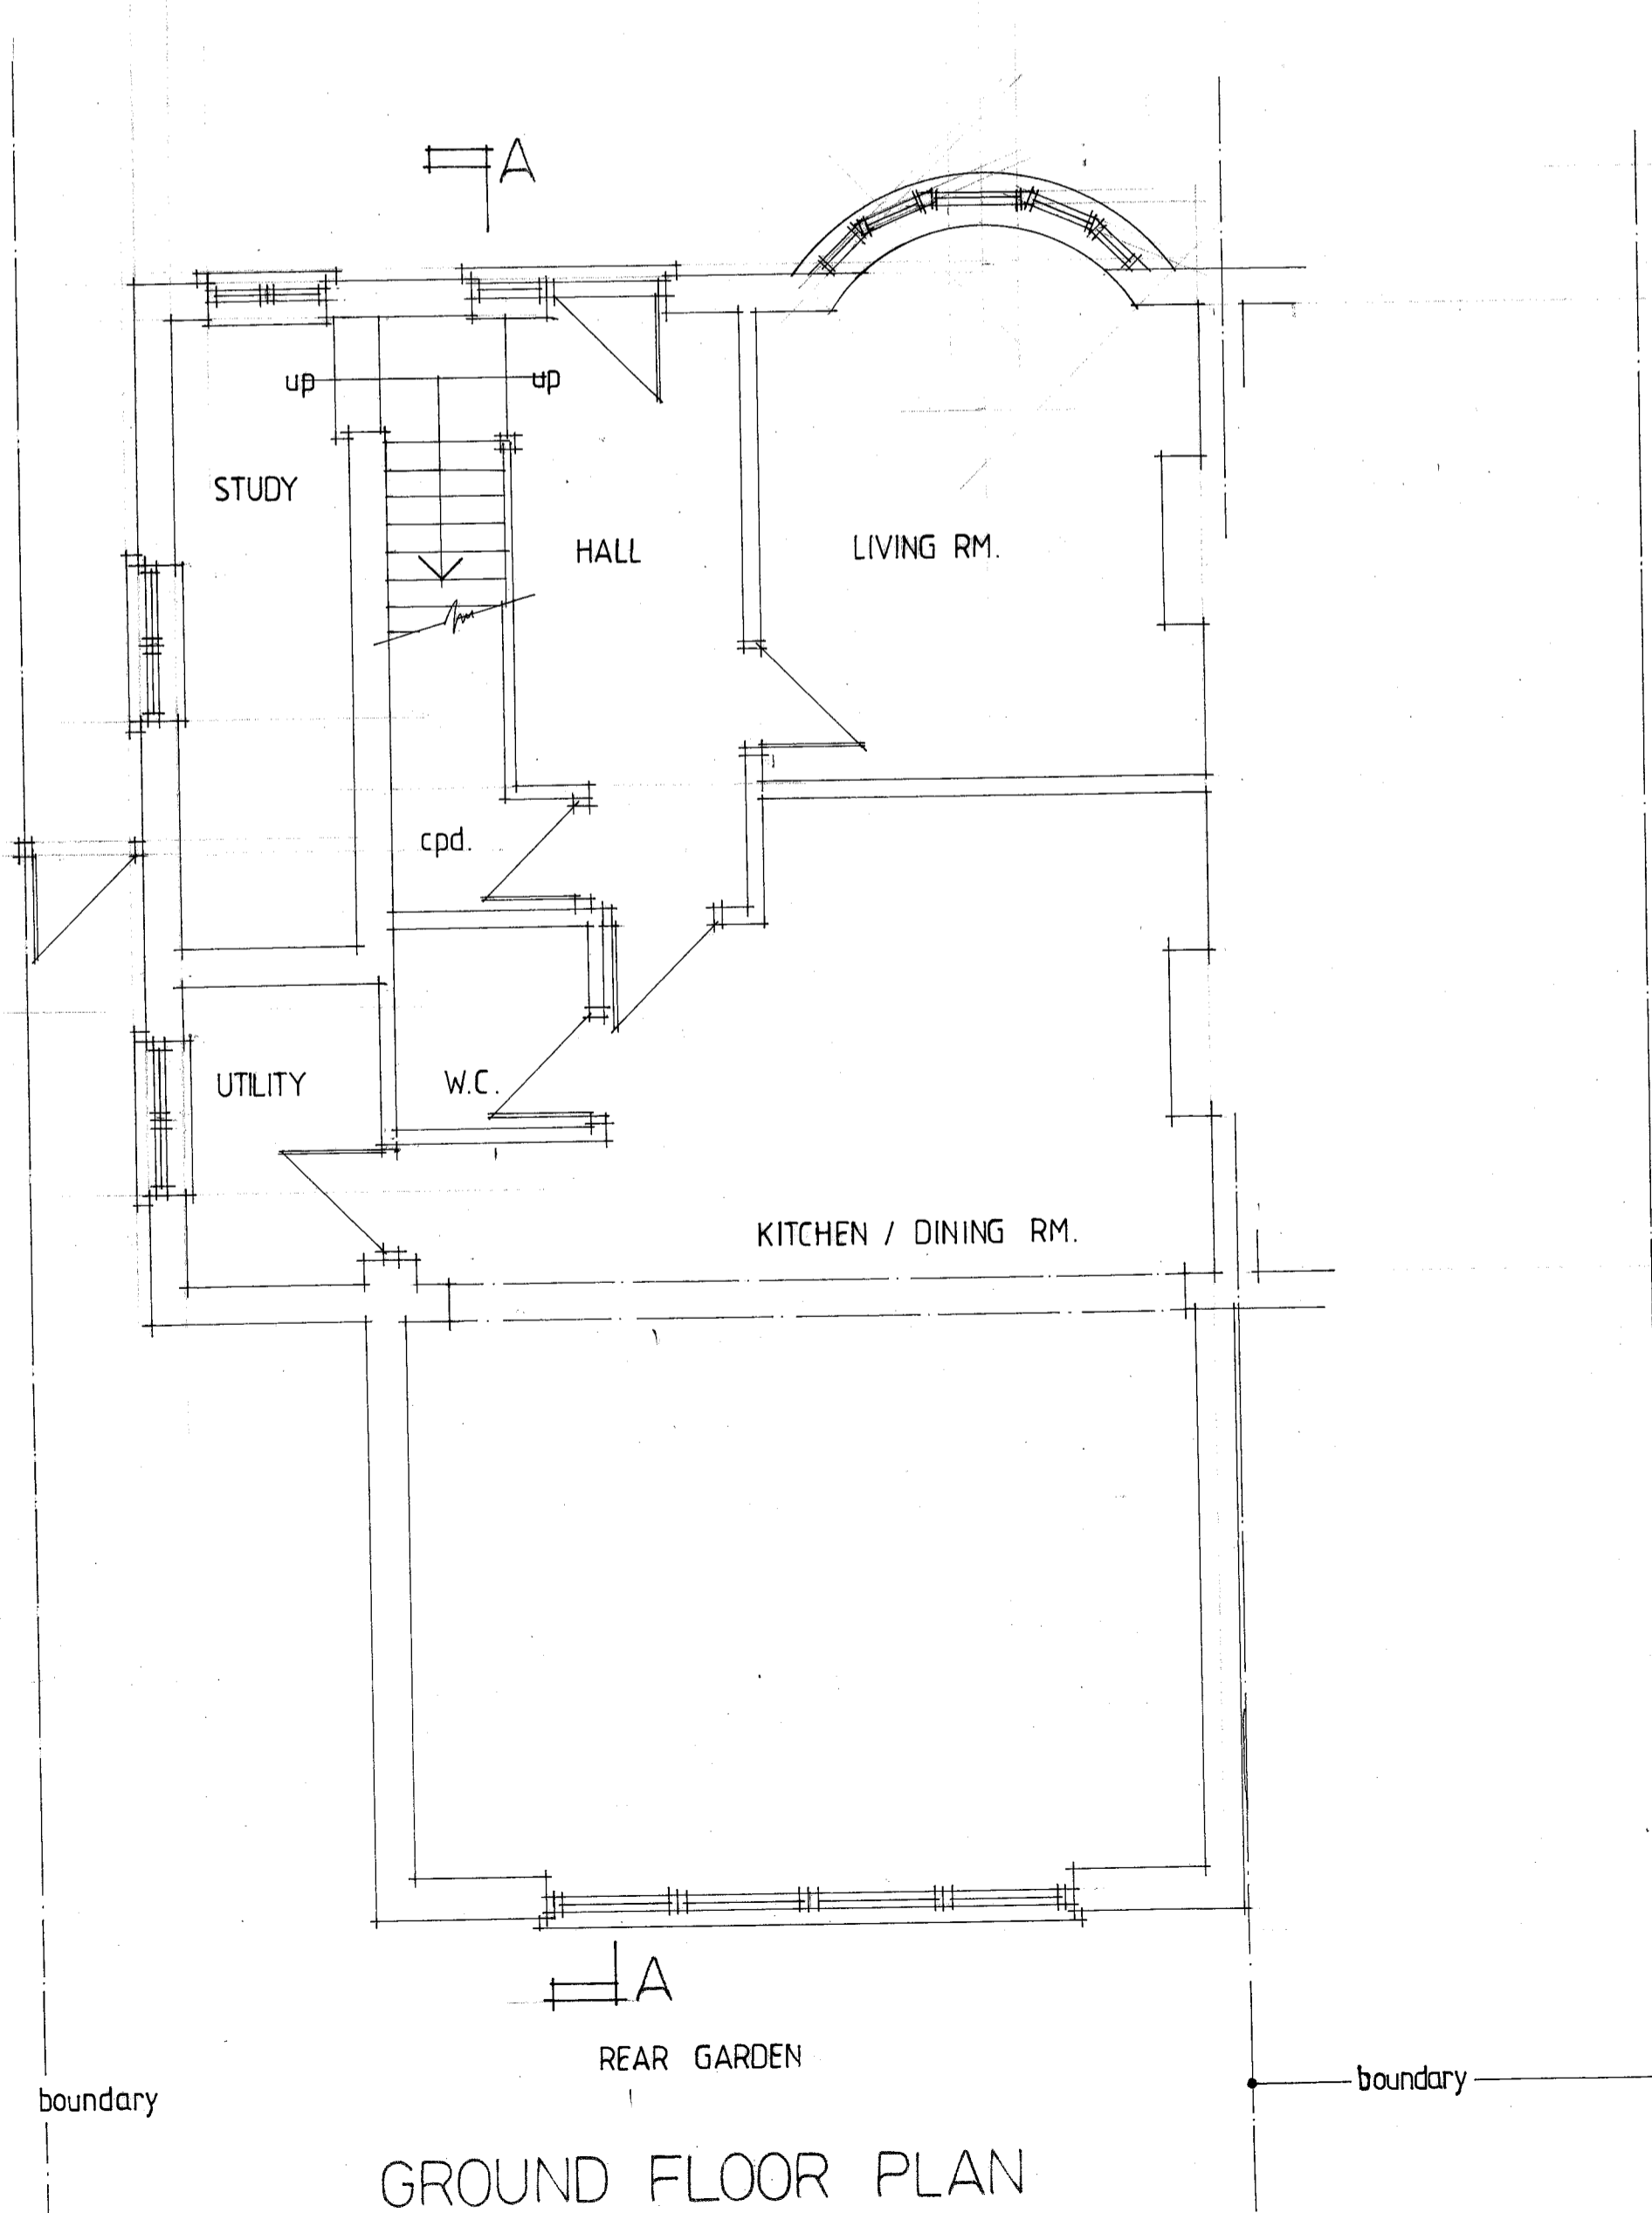 A
up up
STUDY
HALL
LIVING RM.
cpd.
UTILITY
W.C.
KITCHEN / DINING RM.
A
REAR GARDEN
boundary
boundary
GROUND FLOOR PLAN